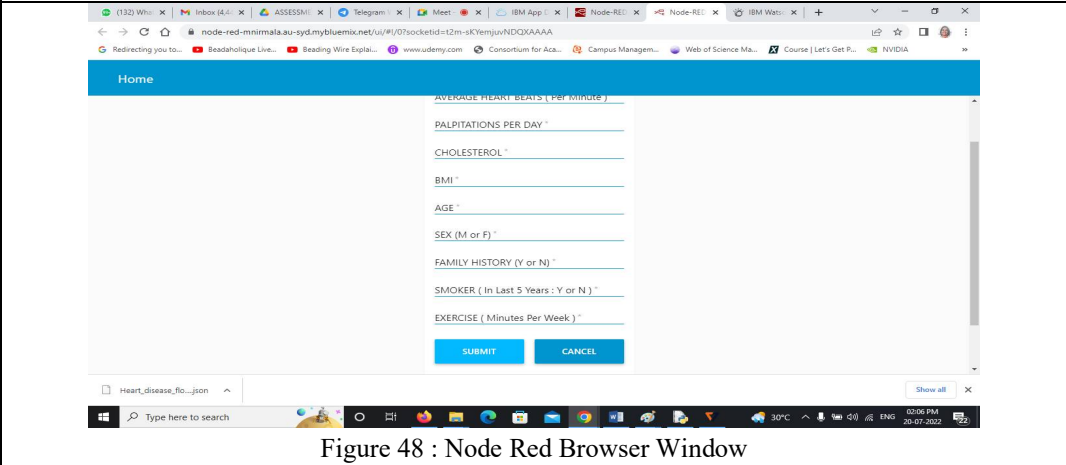 (132) Wha
Inbox (4,4
ASSESSME
Telegram
Meet -
IBM App
Node-RED
Node-RED
IBM Wats
node-red-mnirmala.au-syd.mybluemix.net/ui/#!/0?socketid=t2m-sKYemjuvNDQXAAAA
Redirecting you to...
Beadaholique Live...
Beading Wire Explai...
www.udemy.com
Consortium for Aca...
Campus Managem...
Web of Science Ma...
Course | Let's Get P...
NVIDIA
»
Home
AVERAGE HEART BEATS ( Per Minute )
PALPITATIONS PER DAY *
CHOLESTEROL *
BMI *
AGE *
SEX (M or F) *
FAMILY HISTORY (Y or N) *
SMOKER ( In Last 5 Years : Y or N ) *
EXERCISE ( Minutes Per Week ) *
SUBMIT CANCEL
Heart_disease_flo....json
Show all
Type here to search
30°C
ENG
02:06 PM
20-07-2022
22
Figure 48 : Node Red Browser Window